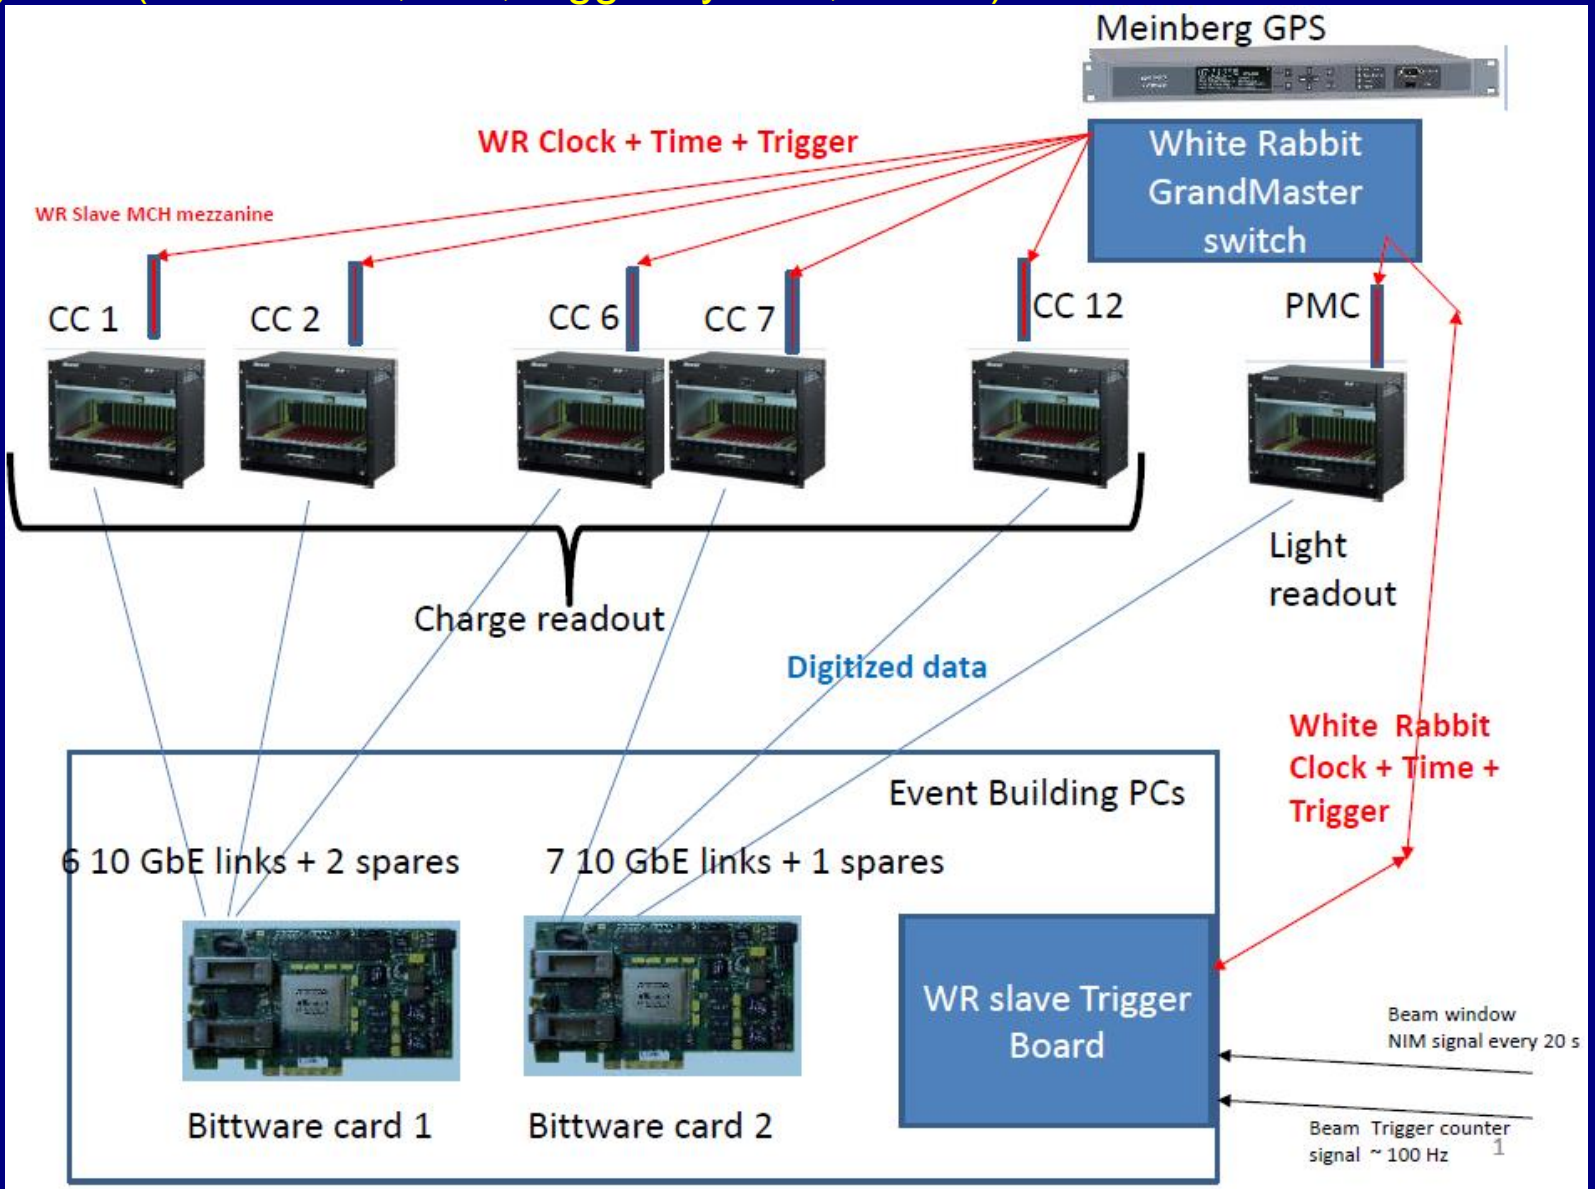 Meinberg GPS
WR Clock + Time + Trigger
White Rabbit
GrandMaster
switch
WR Slave MCH mezzanine
CC 1
CC 2
CC 6
CC 7
CC 12
PMC
Light
readout
Charge readout
Digitized data
White Rabbit
Clock + Time +
Trigger
Event Building PCs
6 10 GbE links + 2 spares
7 10 GbE links + 1 spares
WR slave Trigger
Board
Beam window
NIM signal every 20 s
Bittware card 1
Bittware card 2
Beam Trigger counter
signal ~ 100 Hz
1